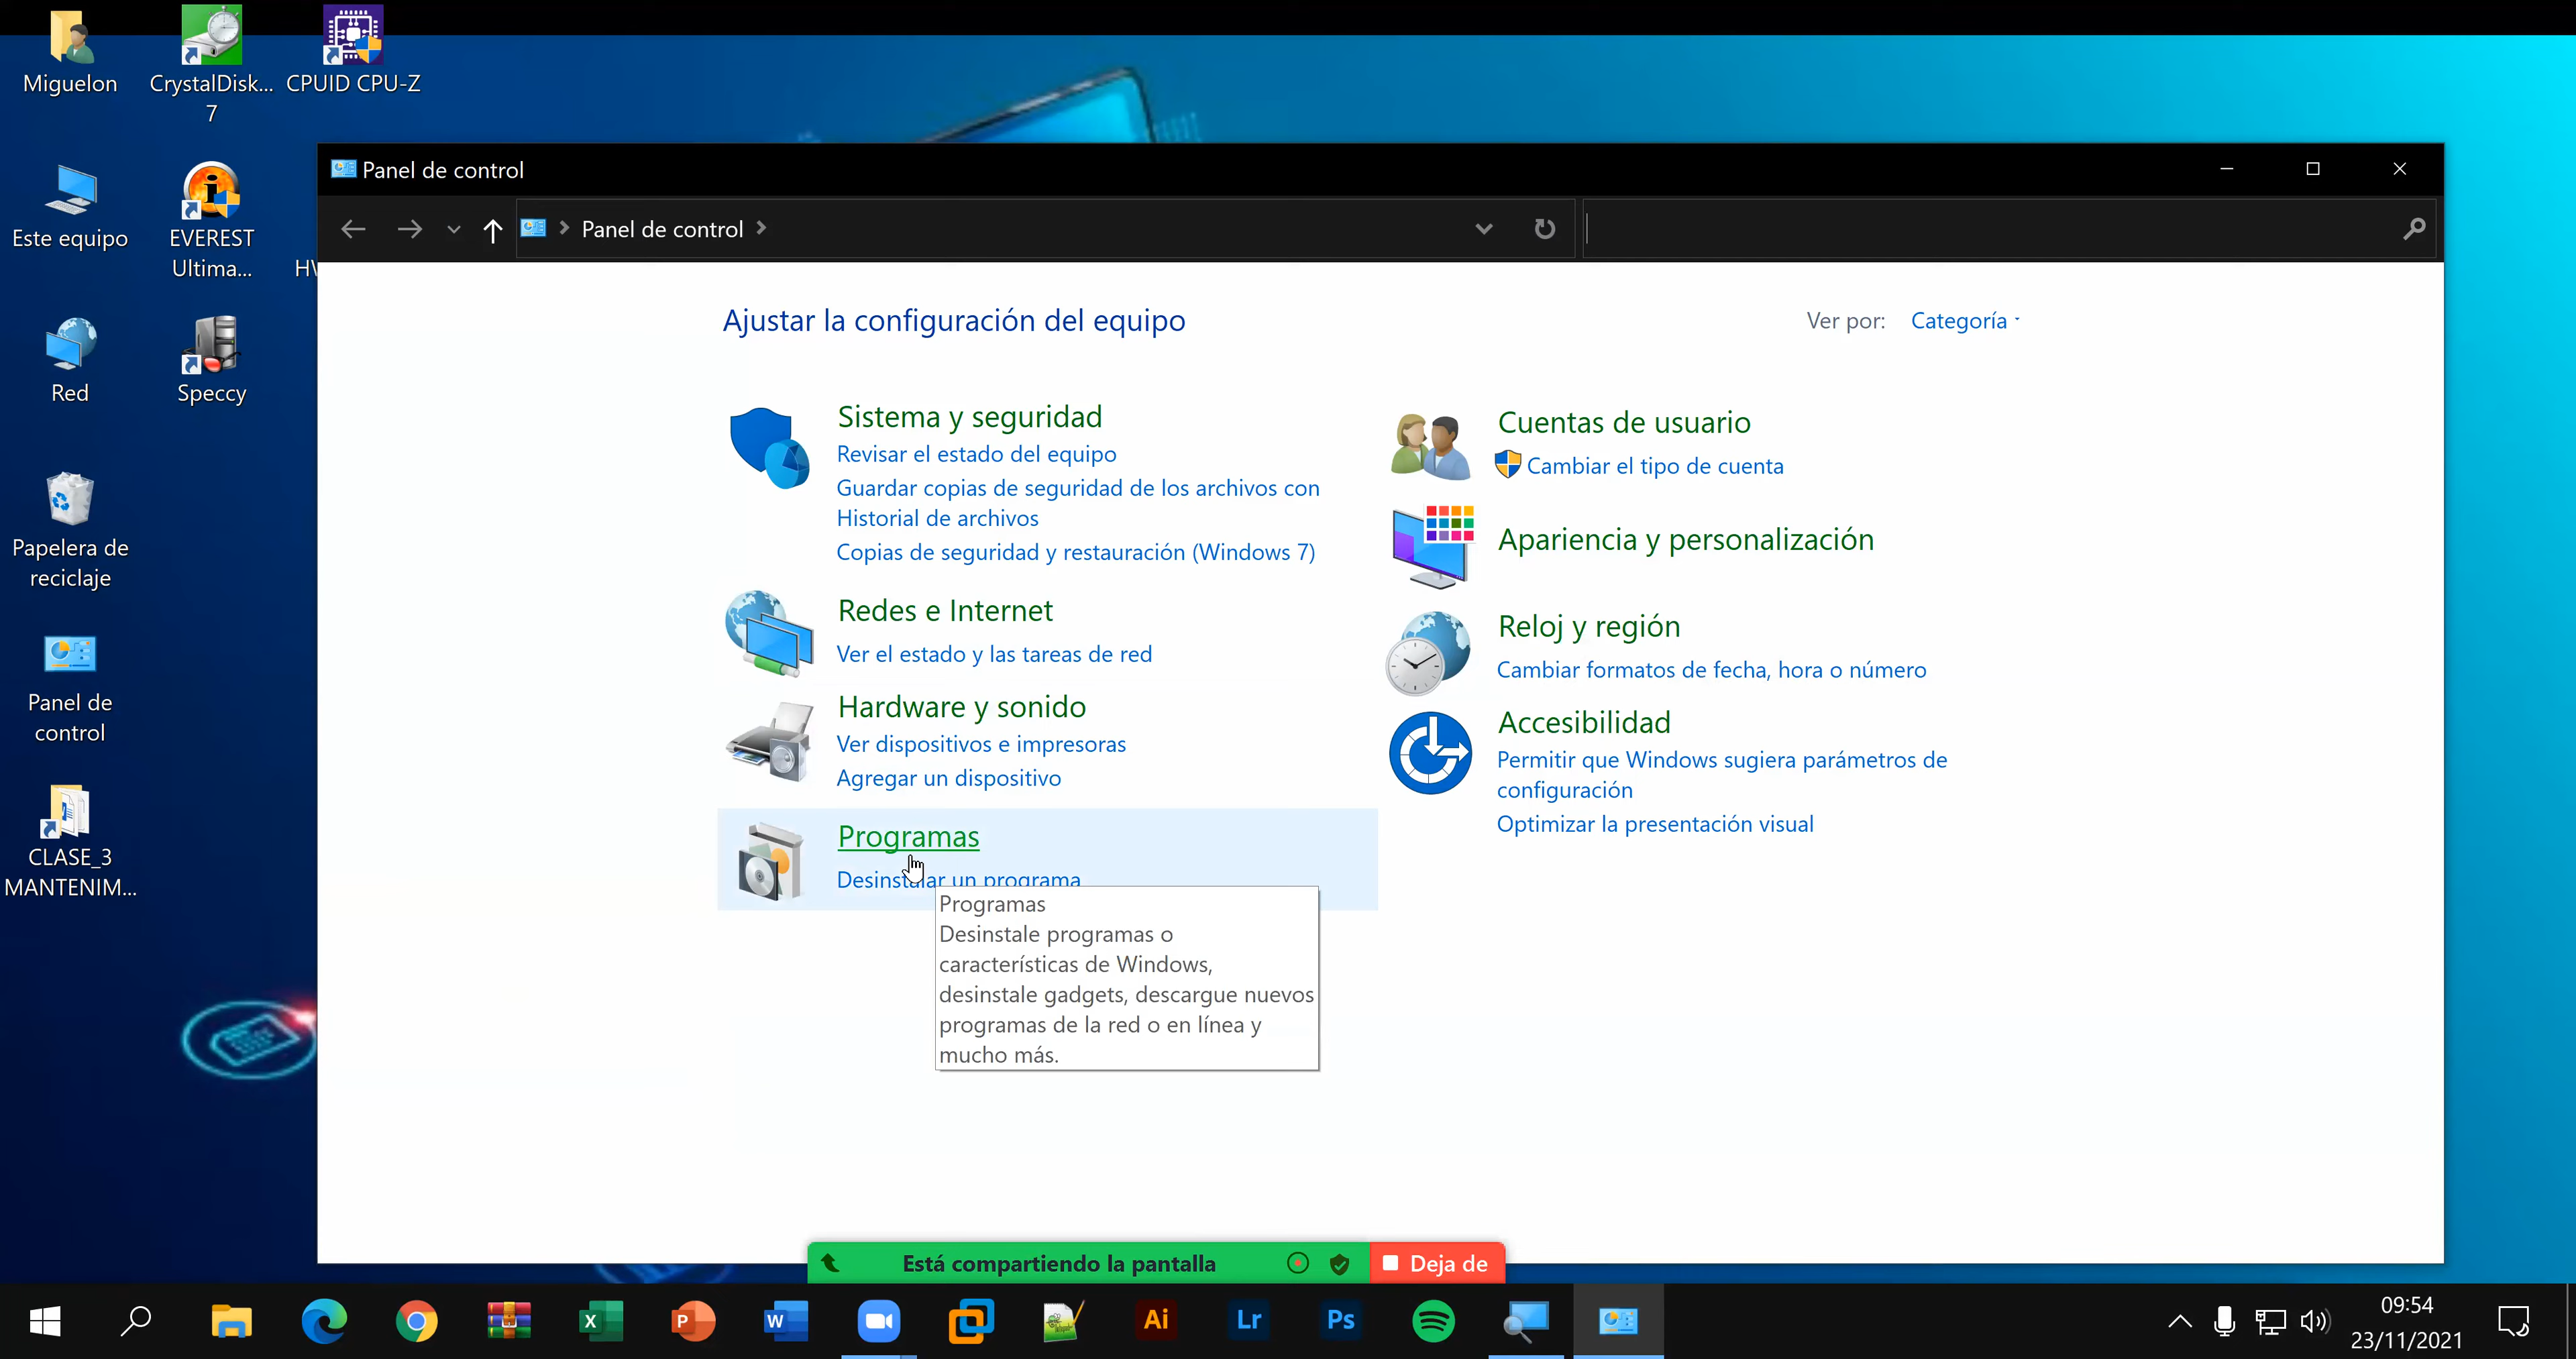 Miguelon
CrystalDisk...
7
CPUID CPU-Z
Este equipo
EVEREST
Ultima...
Red
Speccy
Papelera de
reciclaje
Panel de
control
CLASE_3
MANTENIM...
Panel de control
Panel de control
Ajustar la configuración del equipo
Ver por: Categoría
Sistema y seguridad
Revisar el estado del equipo
Guardar copias de seguridad de los archivos con
Historial de archivos
Copias de seguridad y restauración (Windows 7)
Redes e Internet
Ver el estado y las tareas de red
Hardware y sonido
Ver dispositivos e impresoras
Agregar un dispositivo
Programas
Desinstalar un programa
Programas
Desinstale programas o
características de Windows,
desinstale gadgets, descargue nuevos
programas de la red o en línea y
mucho más.
Cuentas de usuario
Cambiar el tipo de cuenta
Apariencia y personalización
Reloj y región
Cambiar formatos de fecha, hora o número
Accesibilidad
Permitir que Windows sugiera parámetros de
configuración
Optimizar la presentación visual
Está compartiendo la pantalla
Deja de
X
P
W
Ai
Lr
Ps
09:54
23/11/2021